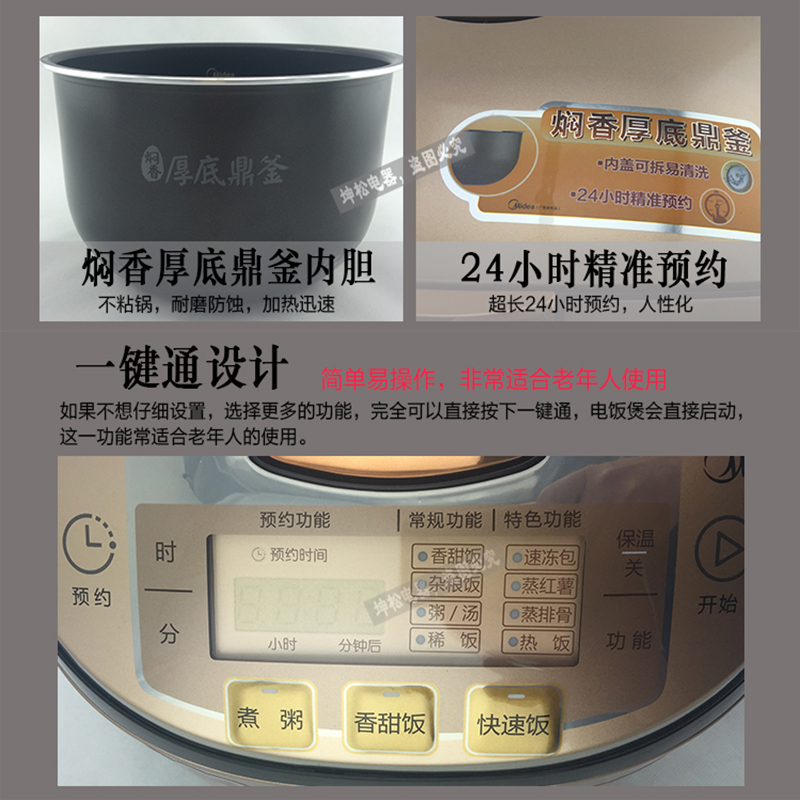 Midea
焖香
厚底鼎釜
坤松电器，盗图必究
焖香厚底鼎釜内胆
不粘锅，耐磨防蚀，加热迅速
焖香厚底鼎釜
·内盖可拆易清洗
·24小时精准预约
Midea
24小时精准预约
超长24小时预约，人性化
一键通设计
简单易操作，非常适合老年人使用
如果不想仔细设置，选择更多的功能，完全可以直接按下一键通，电饭煲会直接启动，
这一功能常适合老年人的使用。
预约功能
常规功能
特色功能
预约时间
香甜饭
速冻包
杂粮饭
蒸红薯
粥/汤
蒸排骨
稀 饭
热 饭
小时
分钟后
预约
时
分
保温
关
功能
开始
煮 粥
香甜饭
快速饭